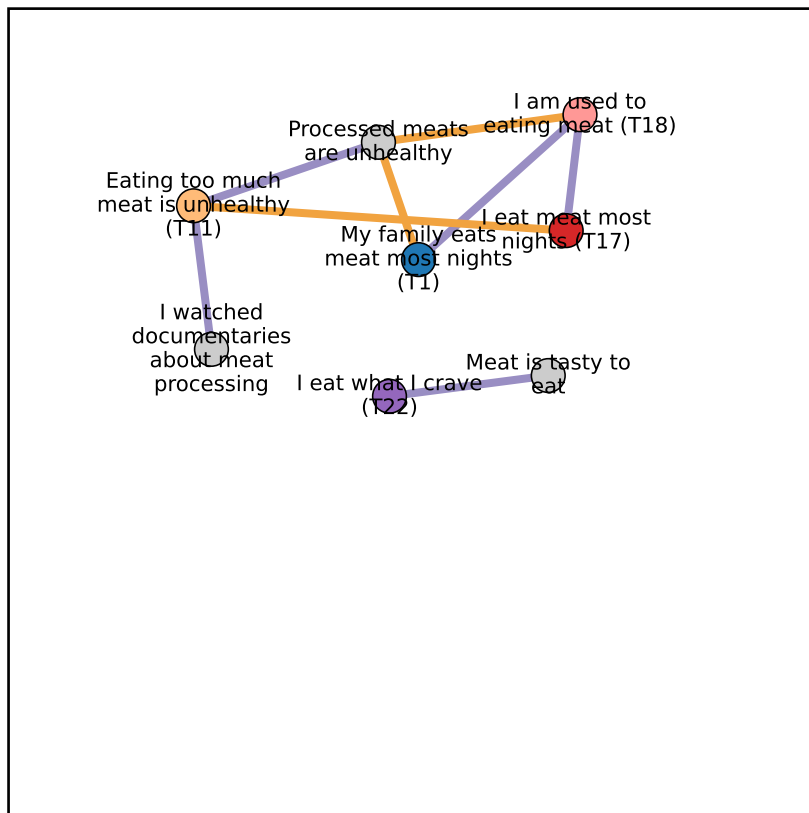 I am used to
eating meat (T18)
Processed meats
are unhealthy
Eating too much
meat is unhealthy
(T11)
I eat meat most
nights (T17)
My family eats
meat most nights
(T1)
I watched
documentaries
about meat
processing
Meat is tasty to
eat
I eat what I crave
(T22)